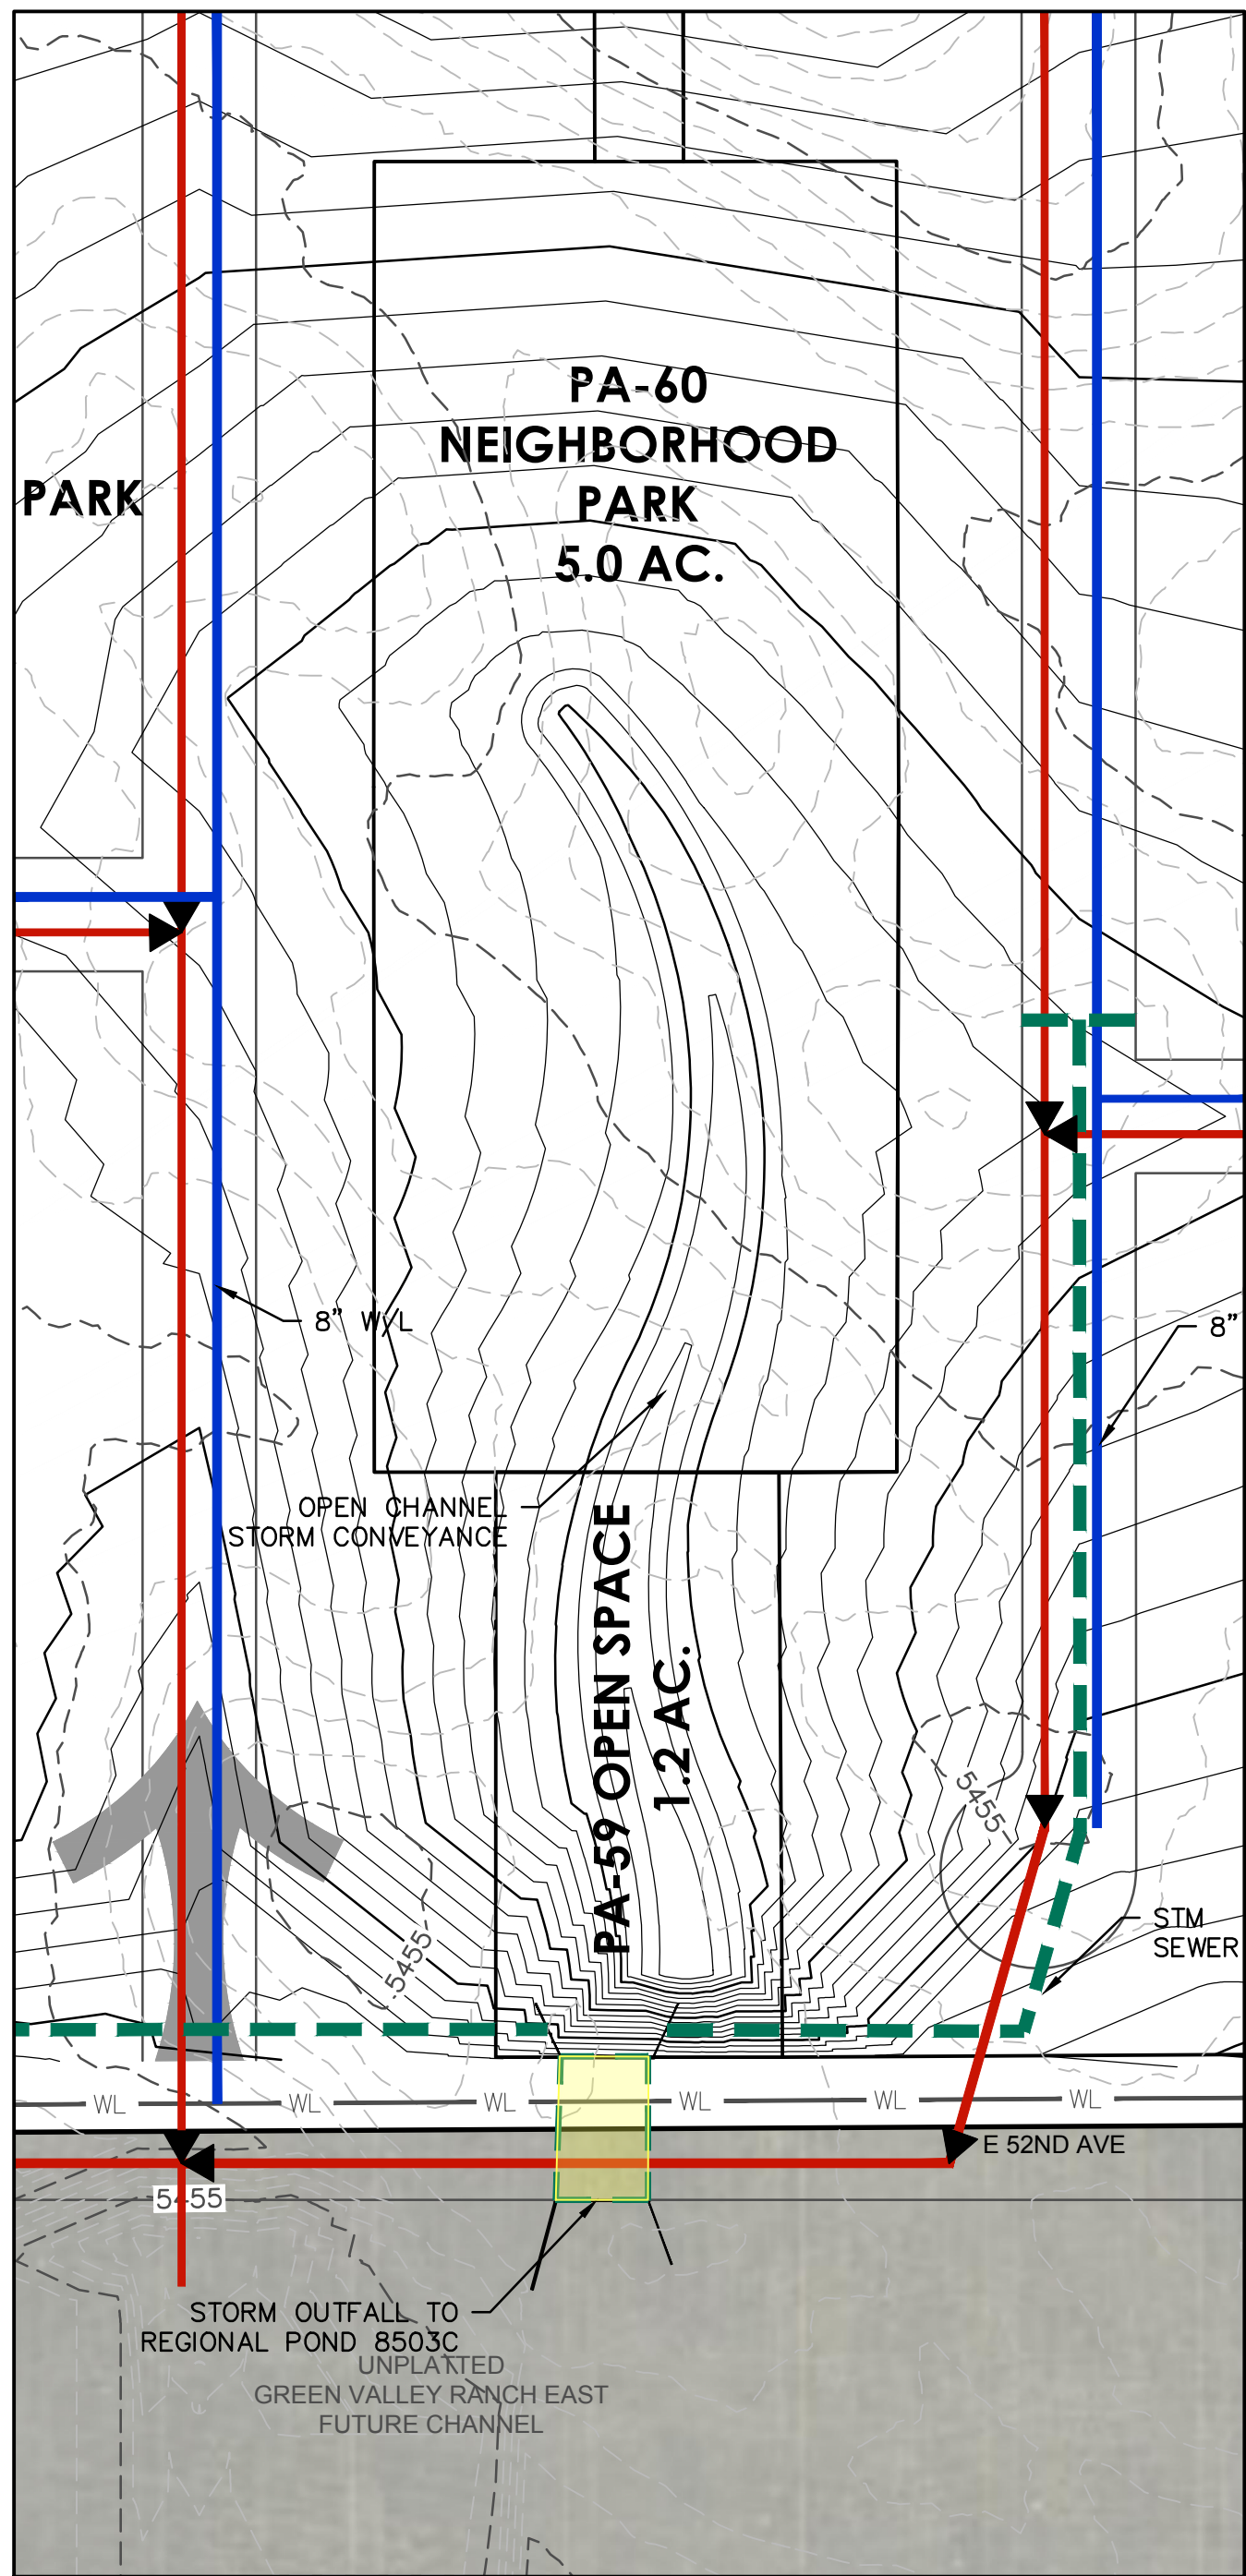 PA-60
NEIGHBORHOOD
PARK
5.0 AC.
PARK
8" W/L
8"
OPEN CHANNEL
STORM CONVEYANCE
PA-59 OPEN SPACE
1.2 AC.
5455
5455
STM
SEWER
WL WL WL WL WL WL
E 52ND AVE
5455
STORM OUTFALL TO
REGIONAL POND 8503C
UNPLATTED
GREEN VALLEY RANCH EAST
FUTURE CHANNEL